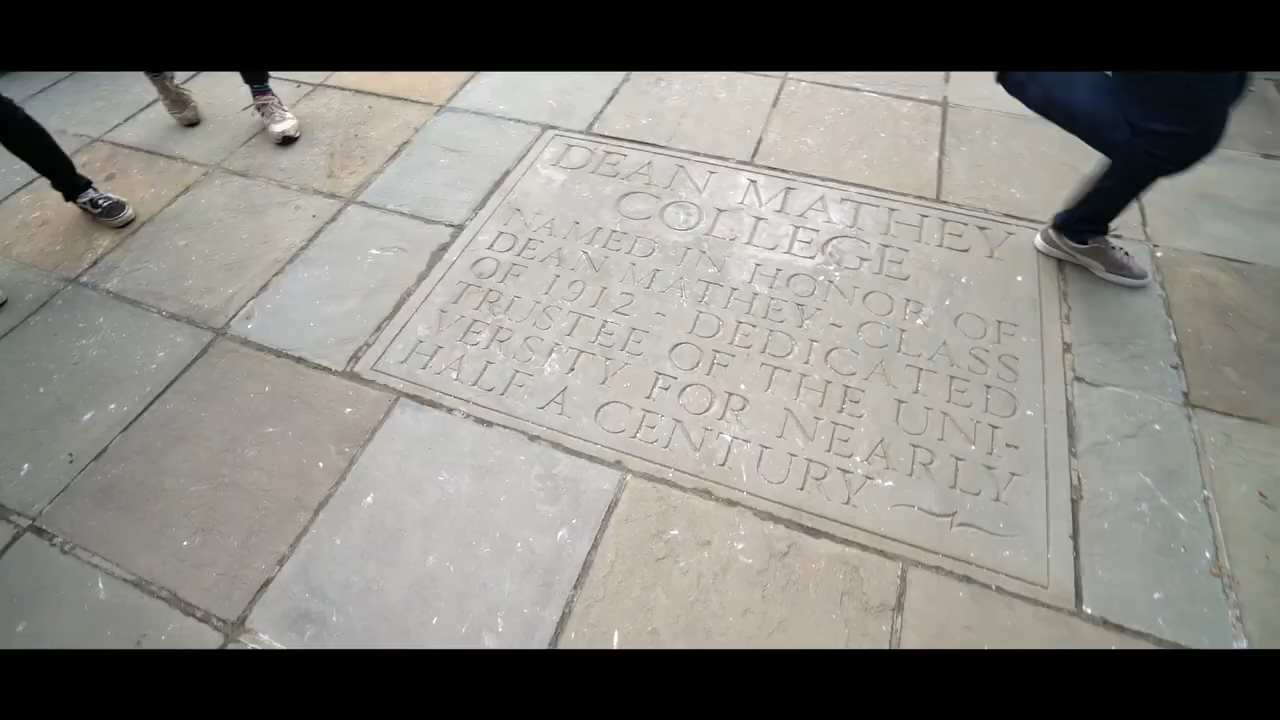 DEAN MATHEY
COLLEGE
NAMED IN HONOR OF
DEAN MATHEY - CLASS
OF 1912 - DEDICATED
TRUSTEE OF THE UNI-
VERSITY FOR NEARLY
HALF A CENTURY